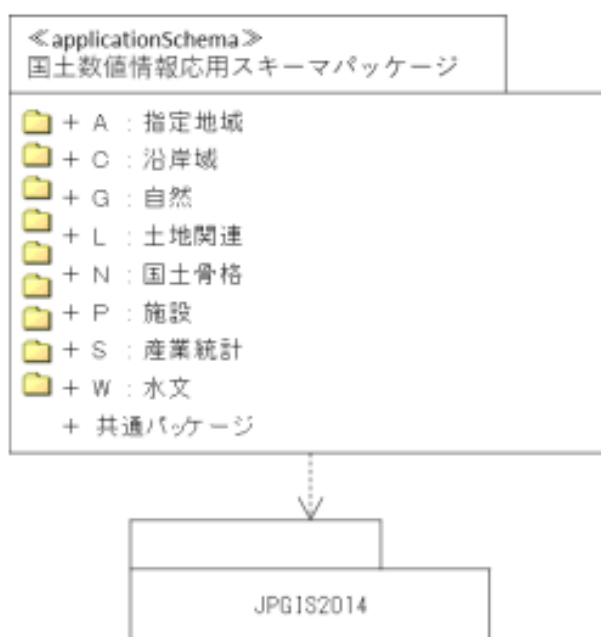 ≪applicationSchema≫
国土数値情報応用スキーマパッケージ
+ A : 指定地域
+ C : 沿岸域
+ G : 自然
+ L : 土地関連
+ N : 国土骨格
+ P : 施設
+ S : 産業統計
+ W : 水文
+ 共通パッケージ
JPGIS2014